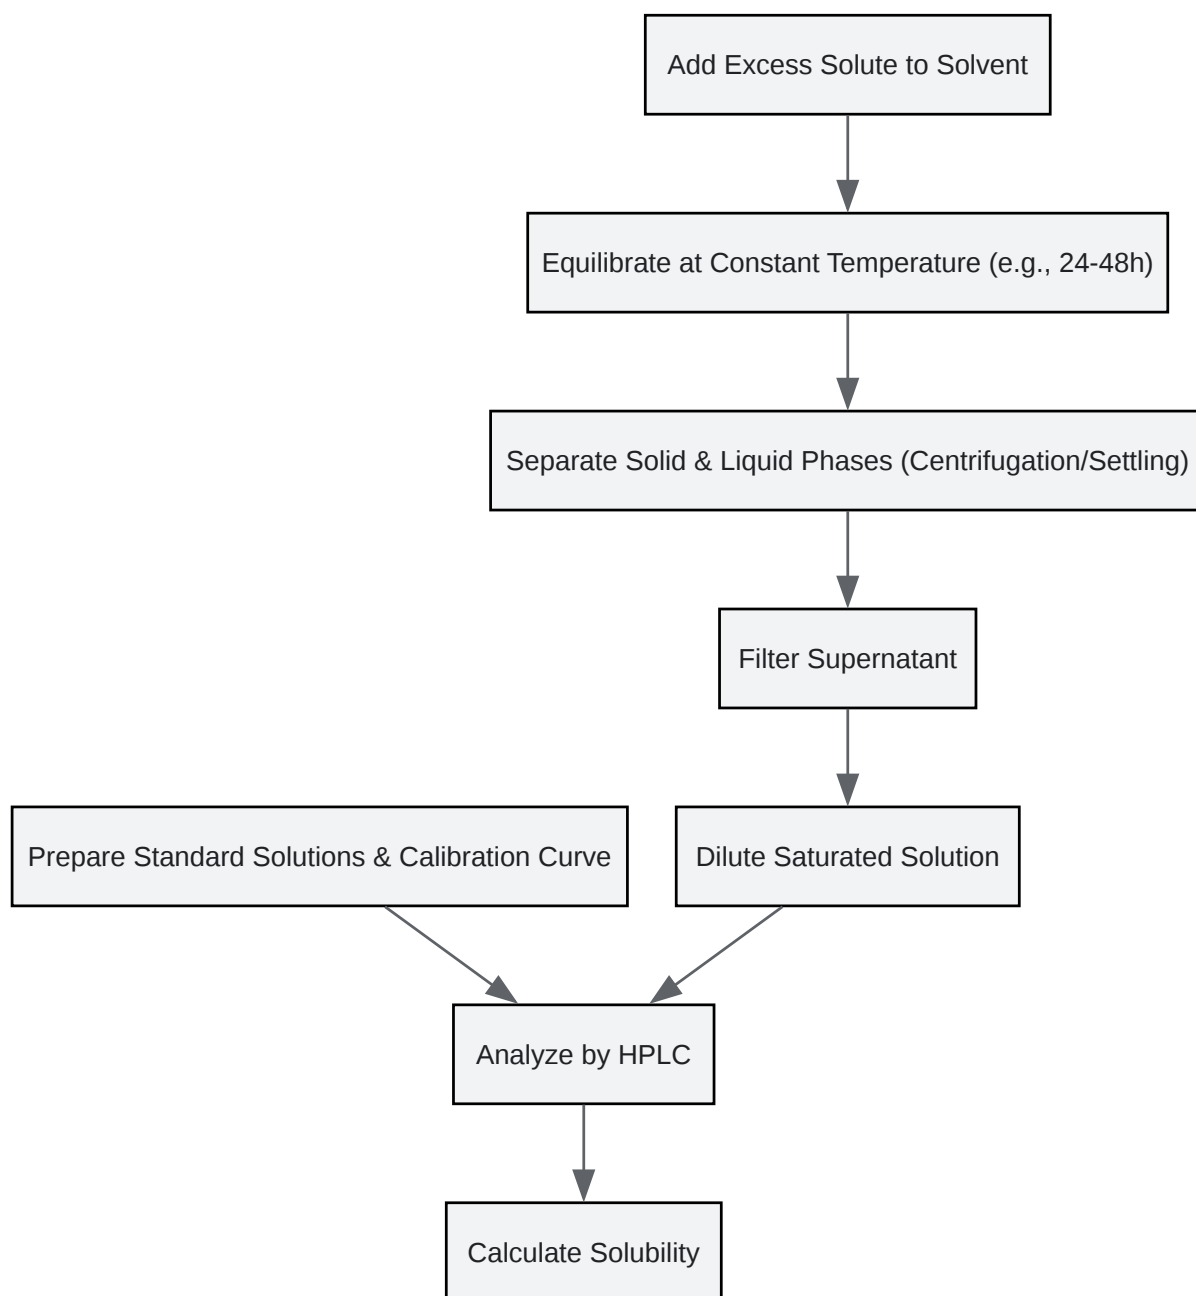 Add Excess Solute to Solvent
Equilibrate at Constant Temperature (e.g., 24-48h)
Separate Solid & Liquid Phases (Centrifugation/Settling)
Filter Supernatant
Prepare Standard Solutions & Calibration Curve
Dilute Saturated Solution
Analyze by HPLC
Calculate Solubility